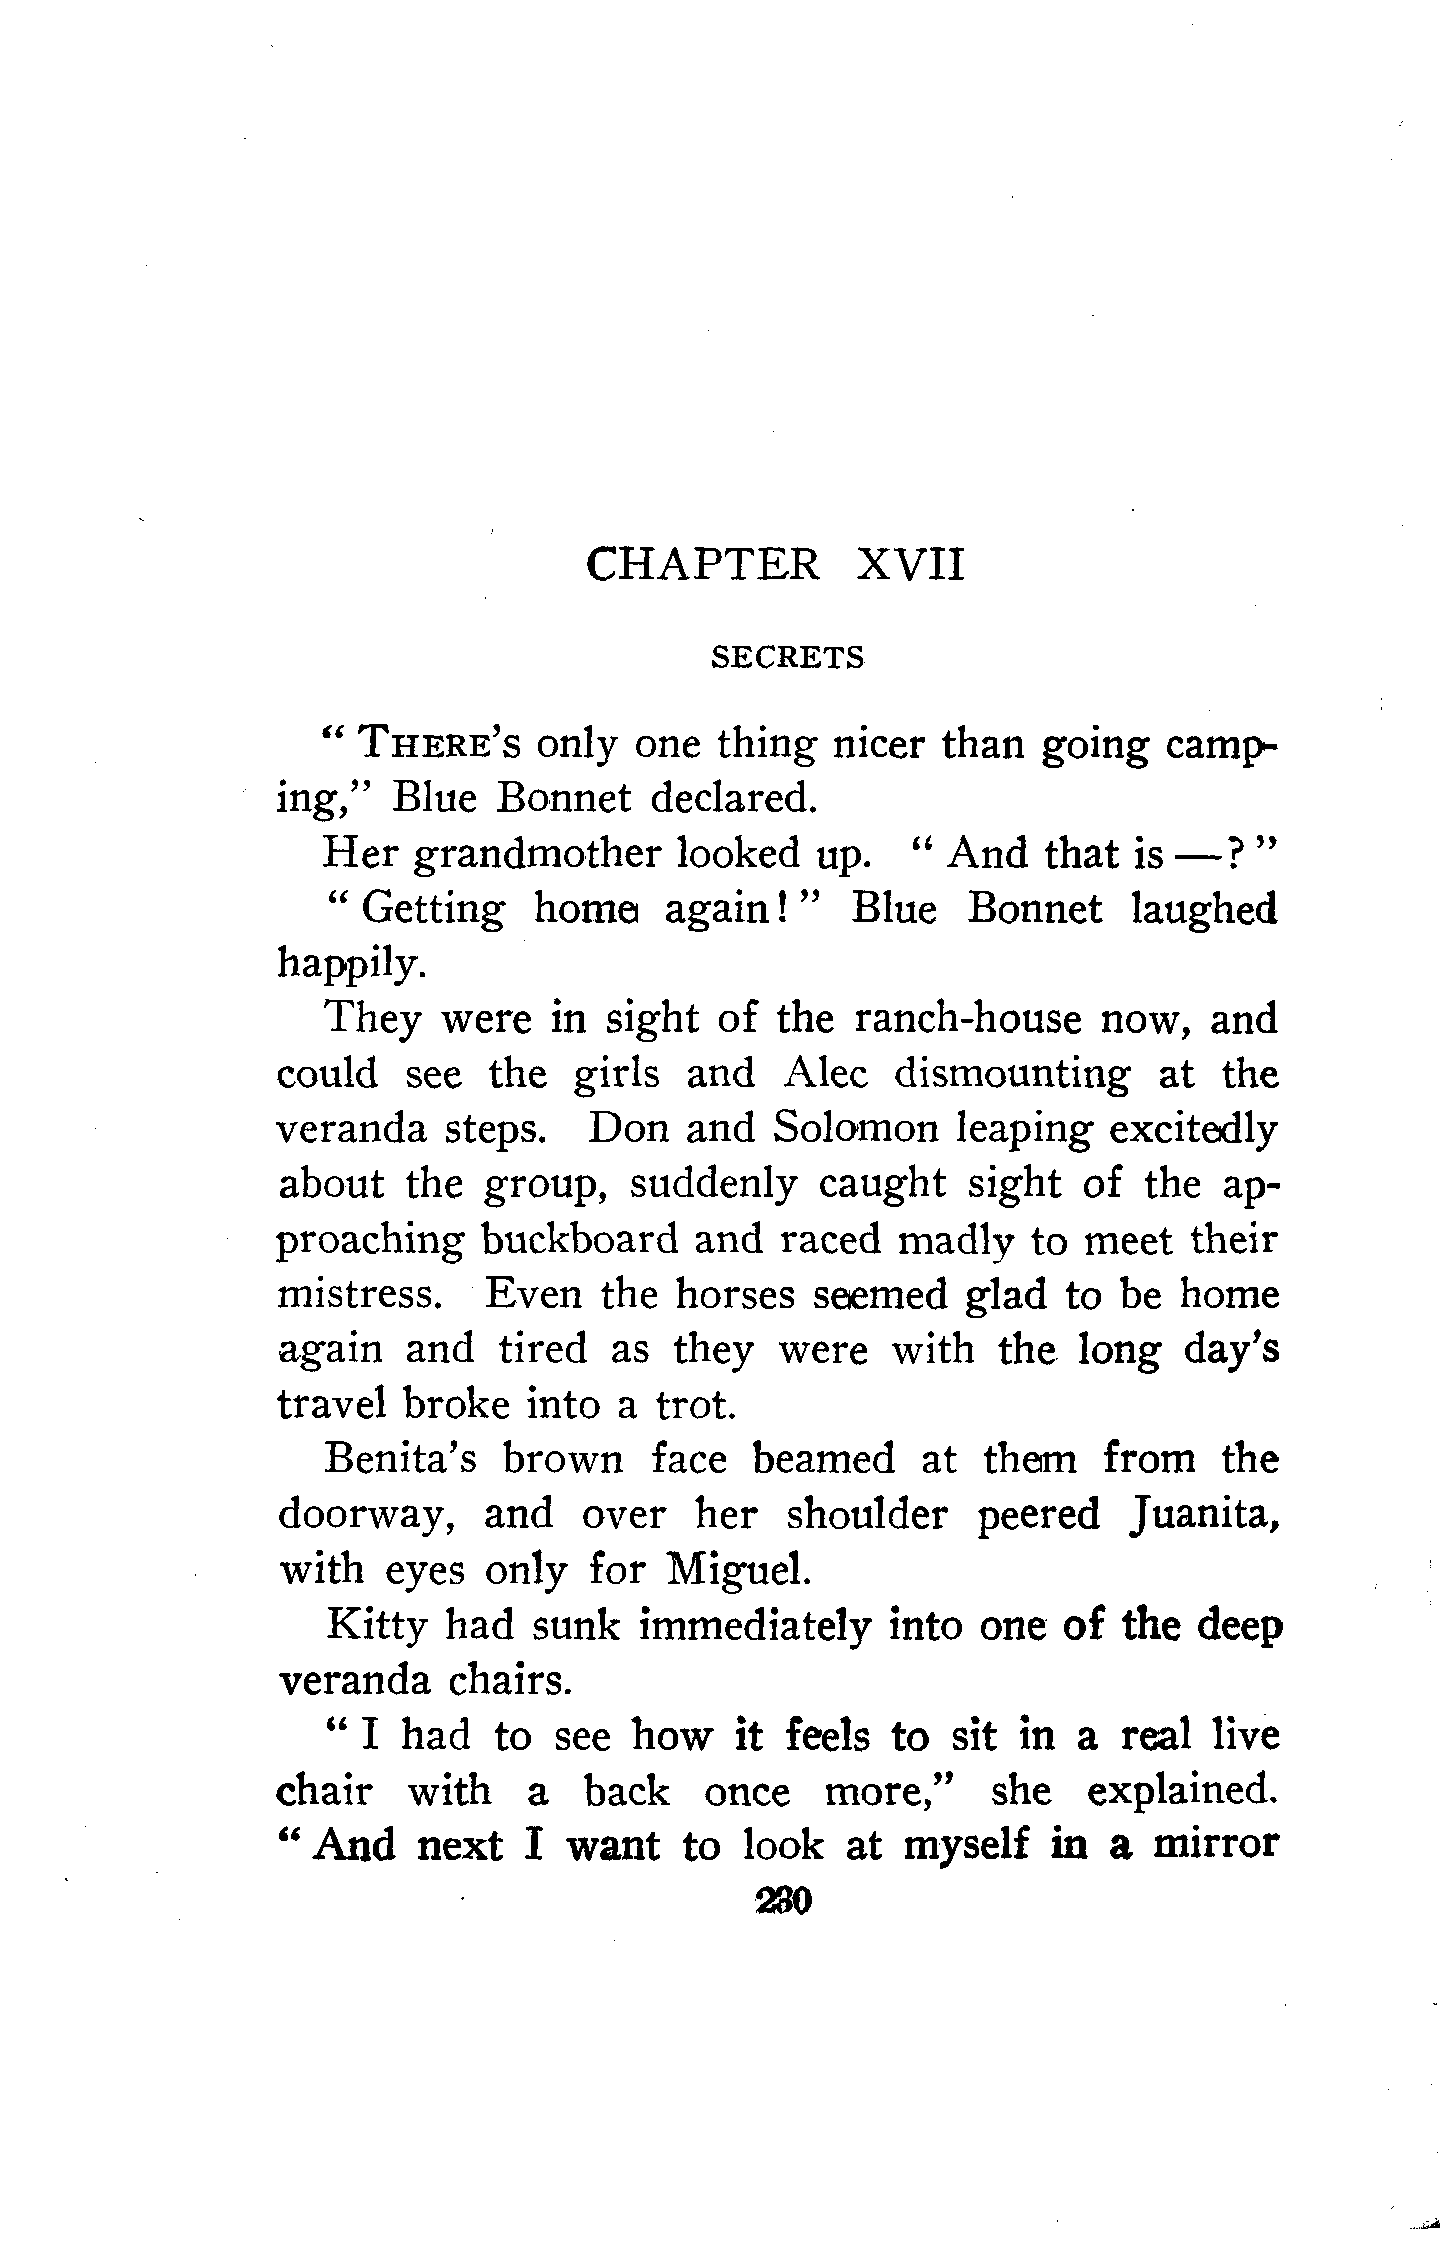 CHAPTER XVII
SECRETS
“ THERE’S only one thing nicer than going camp-
ing,” Blue Bonnet declared.
Her grandmother looked up. “ And that is —? ”
“ Getting home again! ” Blue Bonnet laughed
happily.
They were in sight of the ranch-house now, and
could see the girls and Alec dismounting at the
veranda steps. Don and Solomon leaping excitedly
about the group, suddenly caught sight of the ap-
proaching buckboard and raced madly to meet their
mistress. Even the horses seemed glad to be home
again and tired as they were with the long day’s
travel broke into a trot.
Benita’s brown face beamed at them from the
doorway, and over her shoulder peered Juanita,
with eyes only for Miguel.
Kitty had sunk immediately into one of the deep
veranda chairs.
“ I had to see how it feels to sit in a real live
chair with a back once more,” she explained.
“ And next I want to look at myself in a mirror
230